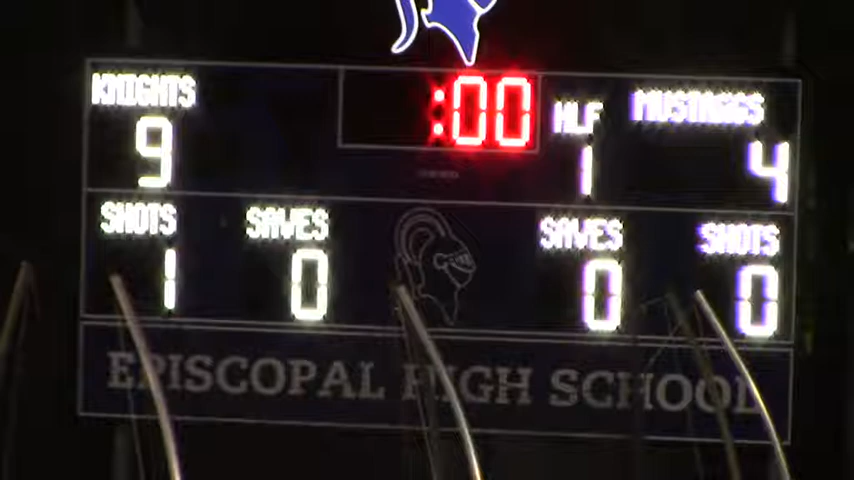 KNIGHTS :00 HLF MUSTANGS
9 1 4
SHOTS SAVES SAVES SHOTS
1 0 0 0
EPISCOPAL HIGH SCHOOL